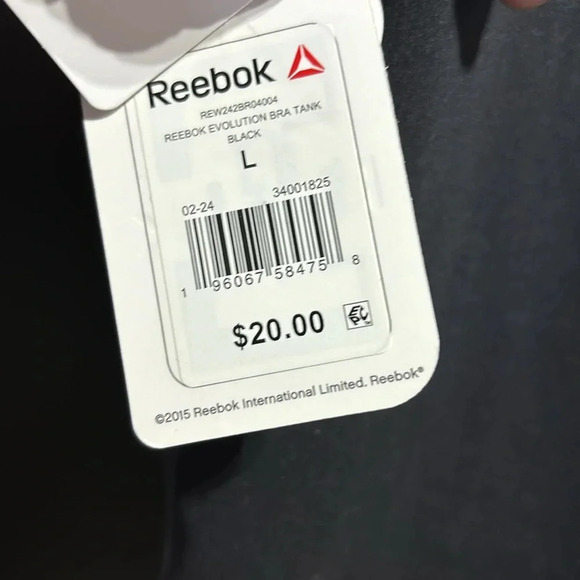 Reebok
REW242BR04004
REEBOK EVOLUTION BRA TANK
BLACK
L
02-24 34001825
1 96067 58475 8
$20.00
©2015 Reebok International Limited. Reebok®